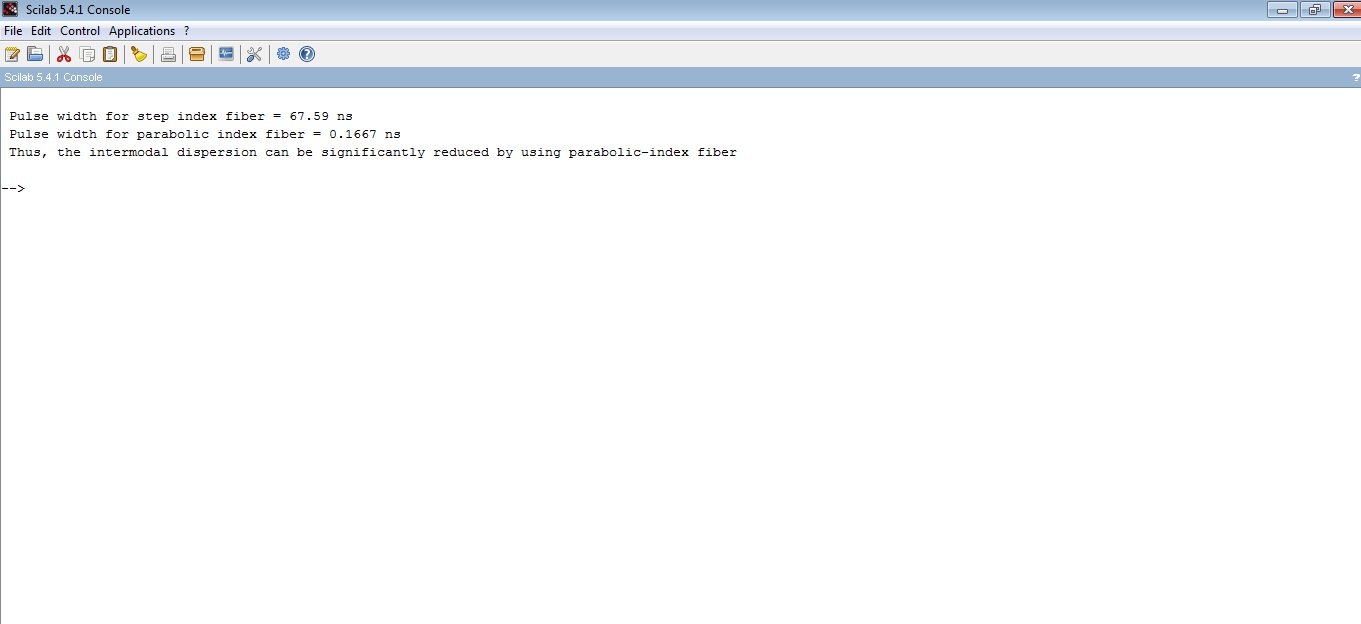 Scilab 5.4.1 Console
File Edit Control Applications ?
Scilab 5.4.1 Console ?
Pulse width for step index fiber = 67.59 ns
Pulse width for parabolic index fiber = 0.1667 ns
Thus, the intermodal dispersion can be significantly reduced by using parabolic-index fiber
-->